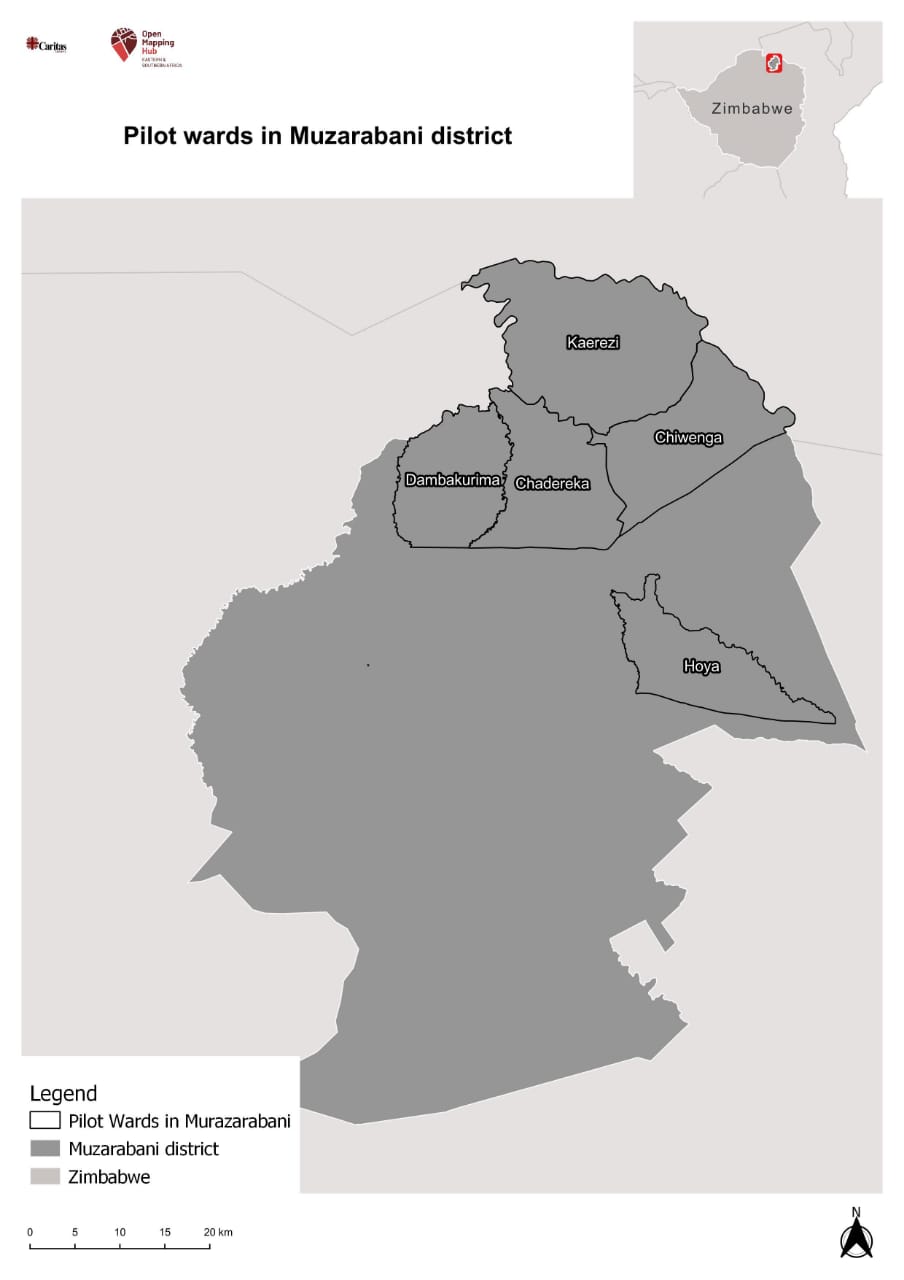 Caritas
Open
Mapping
Hub
EASTERN &
SOUTHERN AFRICA
Zimbabwe
Pilot wards in Muzarabani district
Kaerezi
Chiwenga
Dambakurima
Chadereka
Hoya
Legend
Pilot Wards in Murazarabani
Muzarabani district
Zimbabwe
0 5 10 15 20 km
N